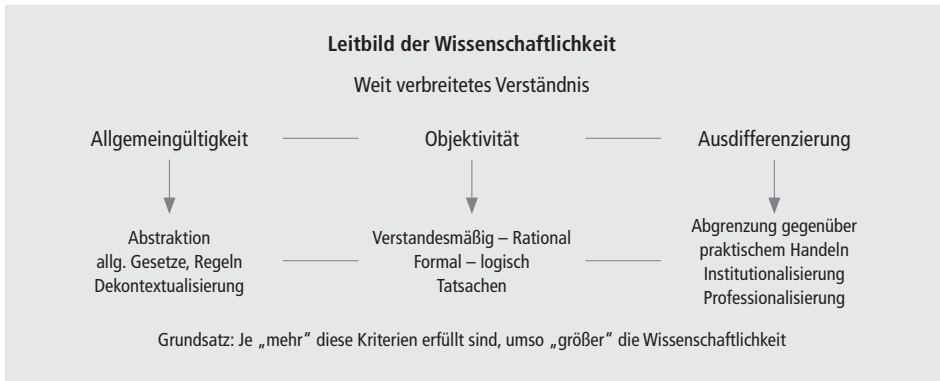 Leitbild der Wissenschaftlichkeit
Weit verbreitetes Verständnis
Allgemeingültigkeit
Objektivität
Ausdifferenzierung
Abstraktion
allg. Gesetze, Regeln
Dekontextualisierung
Verstandesmäßig – Rational
Formal – logisch
Tatsachen
Abgrenzung gegenüber
praktischem Handeln
Institutionalisierung
Professionalisierung
Grundsatz: Je „mehr“ diese Kriterien erfüllt sind, umso „größer“ die Wissenschaftlichkeit